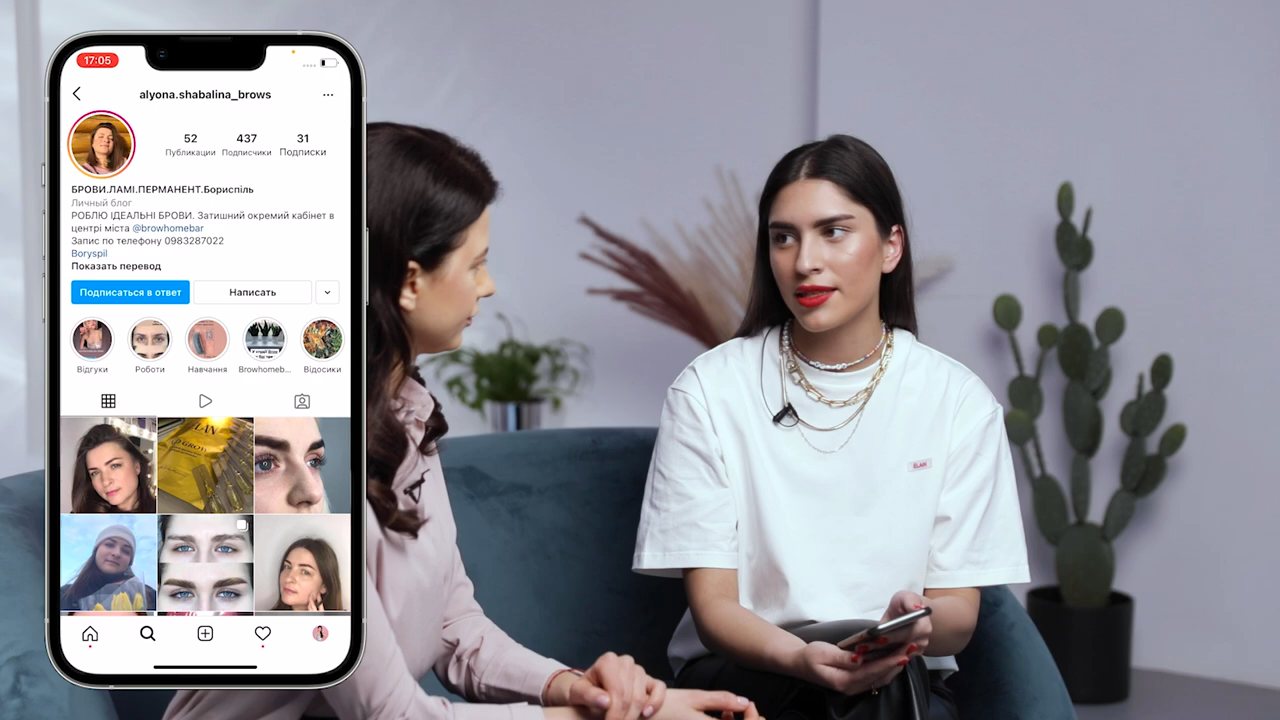 17:05
alyona.shabalina_brows
52 437 31
Публикации Подписчики Подписки
БРОВИ.ЛАМІ.ПЕРМАНЕНТ.Бориспіль
Личный блог
РОБЛЮ ІДЕАЛЬНІ БРОВИ. Затишний окремий кабінет в
центрі міста @browhomebar
Запис по телефону 0983287022
Boryspil
Показать перевод
Подписаться в ответ Написать
Відгуки Роботи Навчання Browhomeb... Відосики
ÉLAN